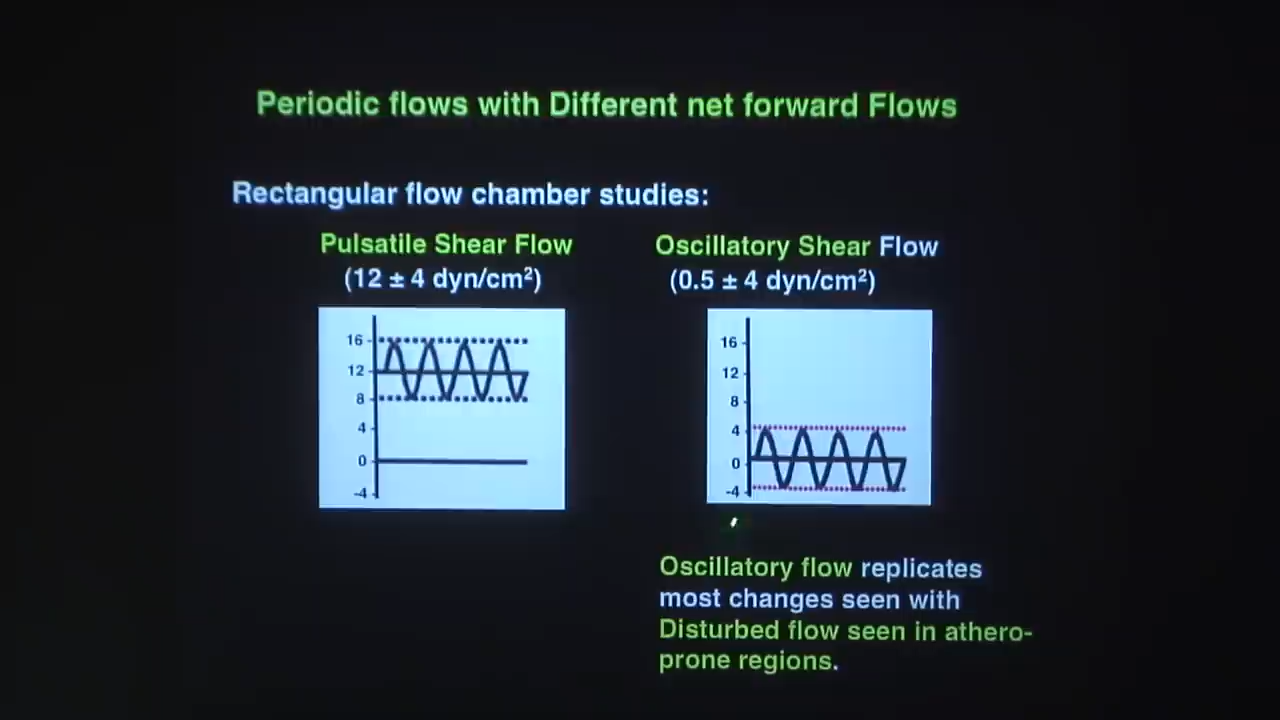 Periodic flows with Different net forward Flows
Rectangular flow chamber studies:
Pulsatile Shear Flow
(12 ± 4 dyn/cm²)
16
12
8
4
0
-4
Oscillatory Shear Flow
(0.5 ± 4 dyn/cm²)
16
12
8
4
0
-4
Oscillatory flow replicates
most changes seen with
Disturbed flow seen in athero-
prone regions.